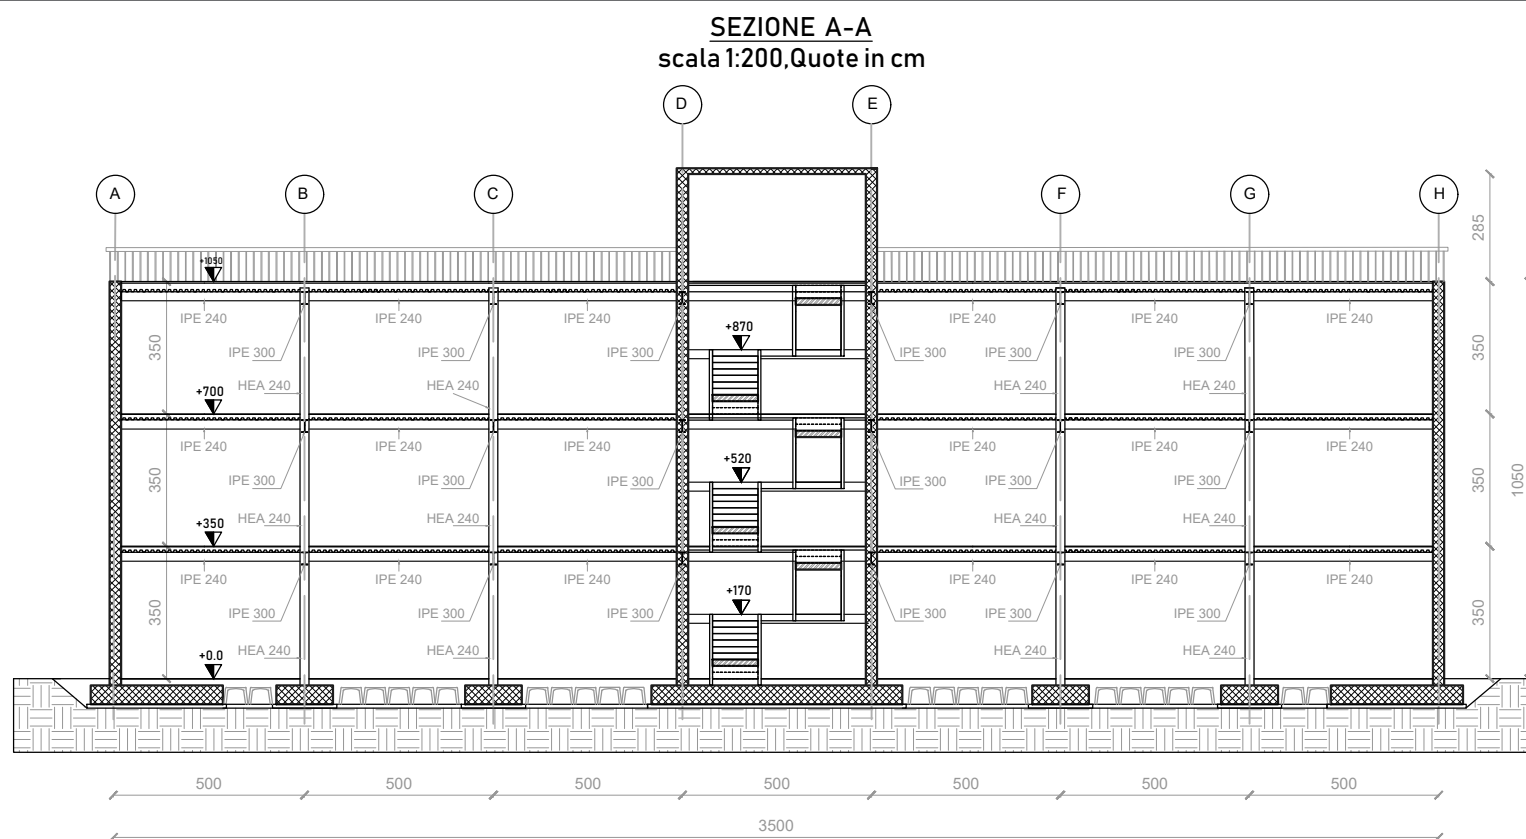 SEZIONE A-A
scala 1:200,Quote in cm
D E
A B C F G H
285
+1050
IPE 240 IPE 240 IPE 240 IPE 240 IPE 240 IPE 240
+870
350 IPE 300 IPE 300 IPE 300 IPE 300 IPE 300 IPE 300 350
+700 HEA 240 HEA 240 HEA 240 HEA 240
IPE 240 IPE 240 IPE 240 IPE 240 IPE 240 IPE 240
+520
350 IPE 300 IPE 300 IPE 300 IPE 300 IPE 300 IPE 300 350 1050
+350 HEA 240 HEA 240 HEA 240 HEA 240
IPE 240 IPE 240 IPE 240 IPE 240 IPE 240 IPE 240
+170
350 IPE 300 IPE 300 IPE 300 IPE 300 IPE 300 IPE 300 350
+0.0 HEA 240 HEA 240 HEA 240 HEA 240
500 500 500 500 500 500 500
3500